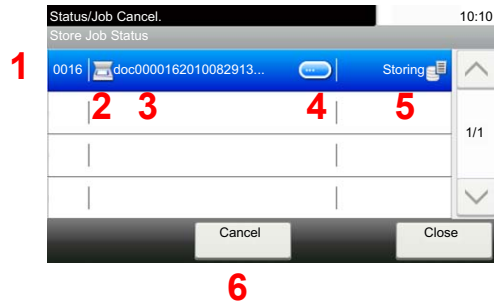 Status/Job Cancel. 10:10
Store Job Status
1 0016 doc0000162010082913... Storing
2 3 4 5
1/1
Cancel Close
6